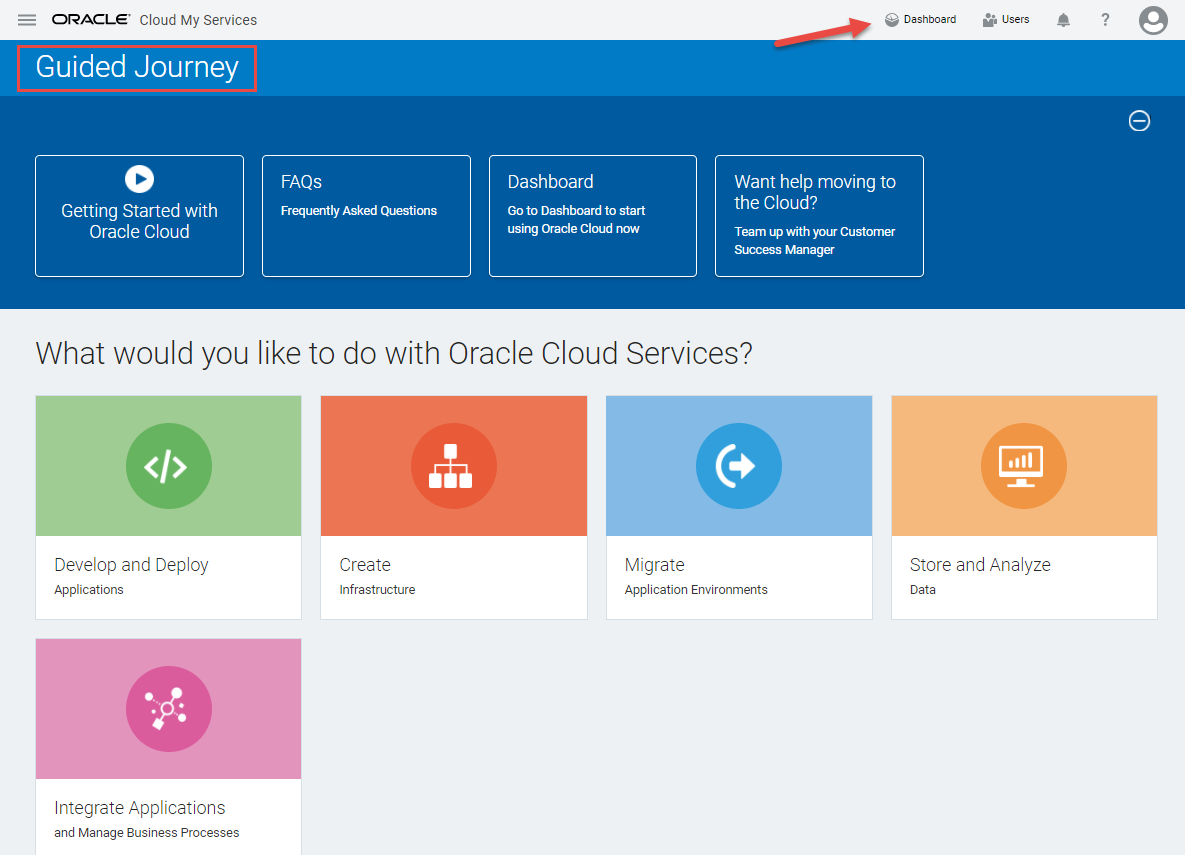 ORACLE® Cloud My Services
Dashboard
Users
?
Guided Journey
Getting Started with
Oracle Cloud
FAQs
Frequently Asked Questions
Dashboard
Go to Dashboard to start
using Oracle Cloud now
Want help moving to
the Cloud?
Team up with your Customer
Success Manager
What would you like to do with Oracle Cloud Services?
Develop and Deploy
Applications
Create
Infrastructure
Migrate
Application Environments
Store and Analyze
Data
Integrate Applications
and Manage Business Processes